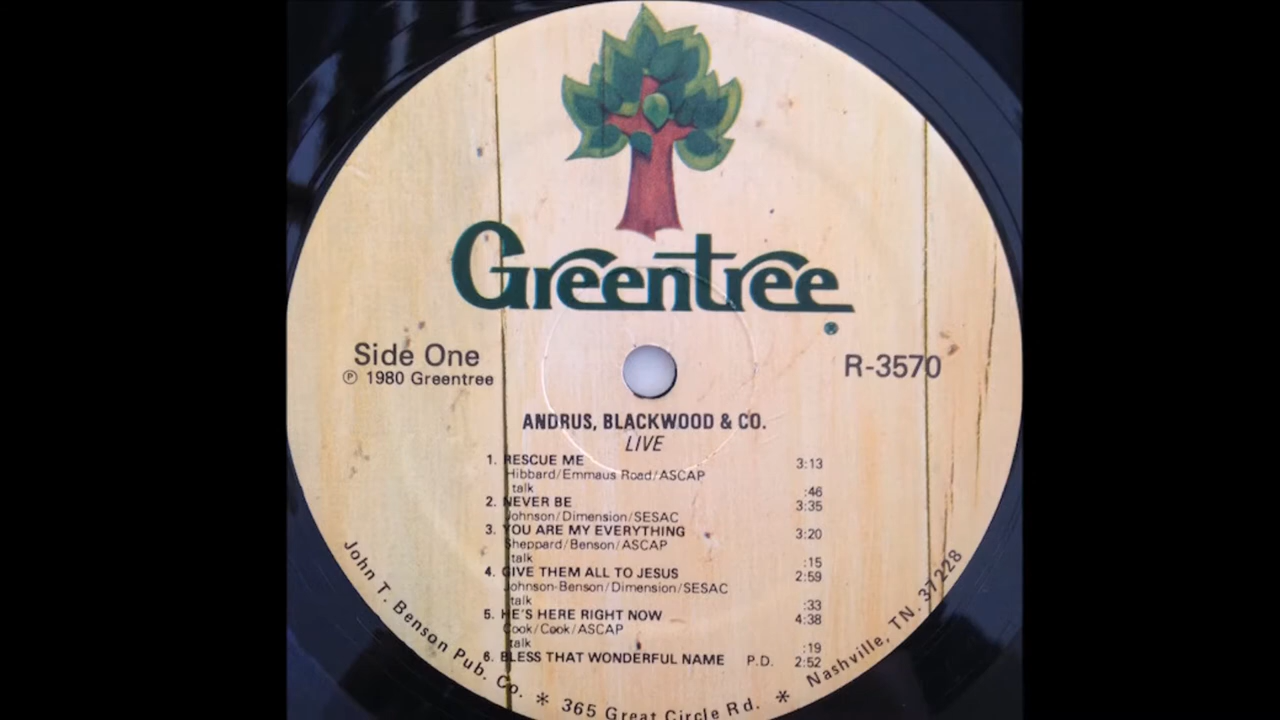 Greentree®
Side One
℗ 1980 Greentree
R-3570
ANDRUS, BLACKWOOD & CO.
LIVE
1. RESCUE ME 3:13
Hibbard/Emmaus Road/ASCAP
talk :46
2. NEVER BE 3:35
Johnson/Dimension/SESAC
3. YOU ARE MY EVERYTHING 3:20
Sheppard/Benson/ASCAP
talk :15
4. GIVE THEM ALL TO JESUS 2:59
Johnson-Benson/Dimension/SESAC
talk :33
5. HE'S HERE RIGHT NOW 4:38
Cook/Cook/ASCAP
talk :19
6. BLESS THAT WONDERFUL NAME P.D. 2:52
John T. Benson Pub. Co. * 365 Great Circle Rd. * Nashville, TN. 37228